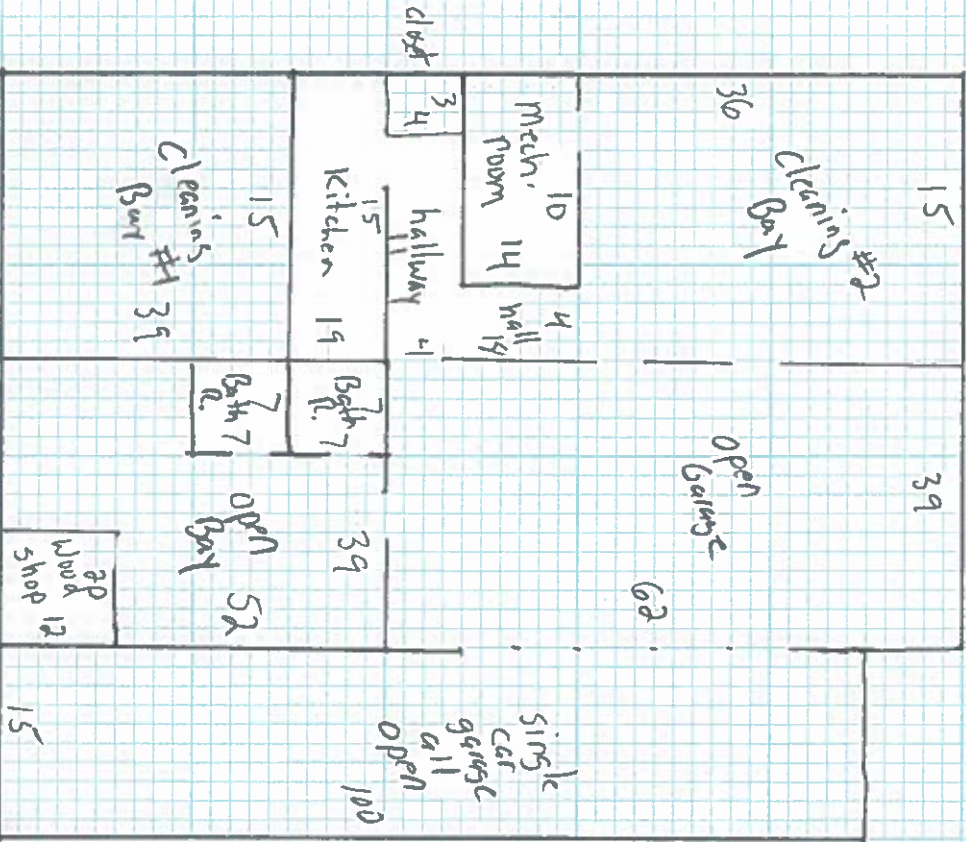 closet
3
4
Mech.
Room
10
14
36
Cleaning #2
Bay
15
15
Cleaning
Bay #1
39
15
Kitchen
19
hallway
4
4
hall
14
7
Bath 7
R.
7
Bath 7
R.
Open
Garage
39
62
Open
Bay
39
52
Wood
shop 12
Single
car
garage
all
open
100
15